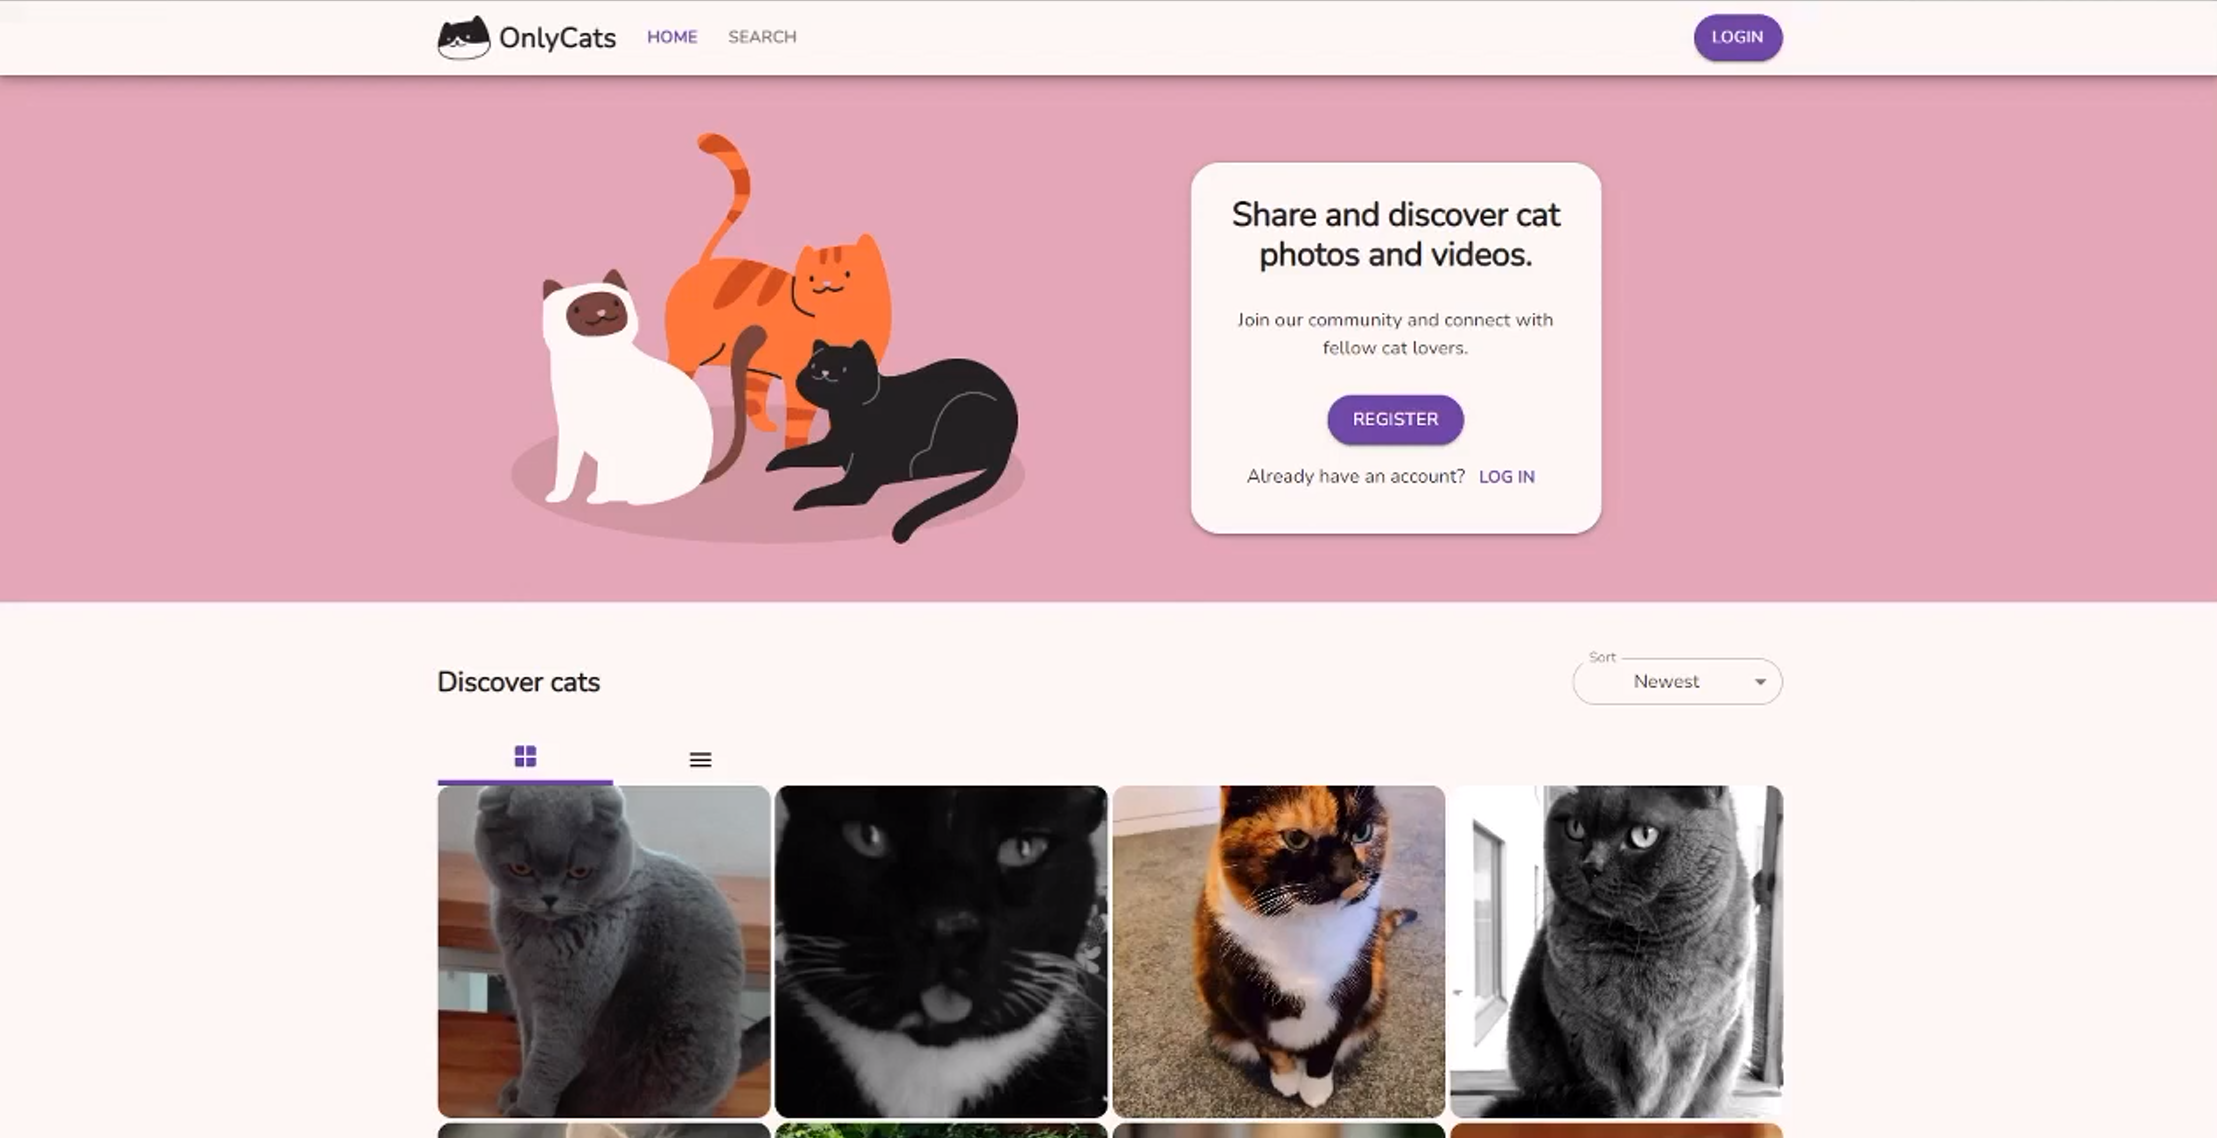 OnlyCats HOME SEARCH LOGIN
Share and discover cat
photos and videos.
Join our community and connect with
fellow cat lovers.
REGISTER
Already have an account? LOG IN
Discover cats
Sort
Newest